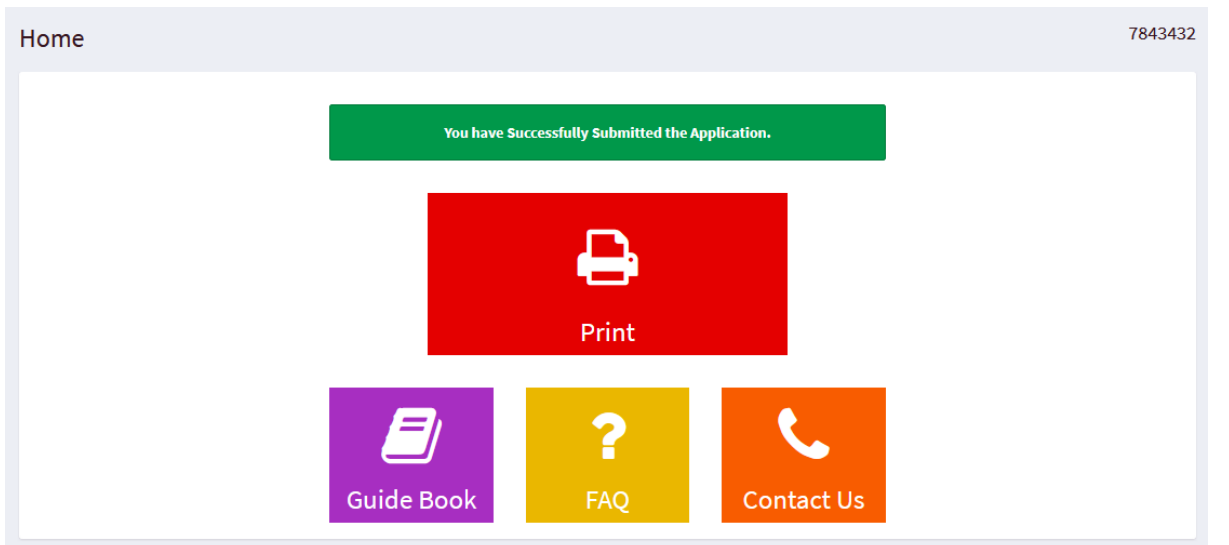 Home
7843432
You have Successfully Submitted the Application.
Print
Guide Book
FAQ
Contact Us